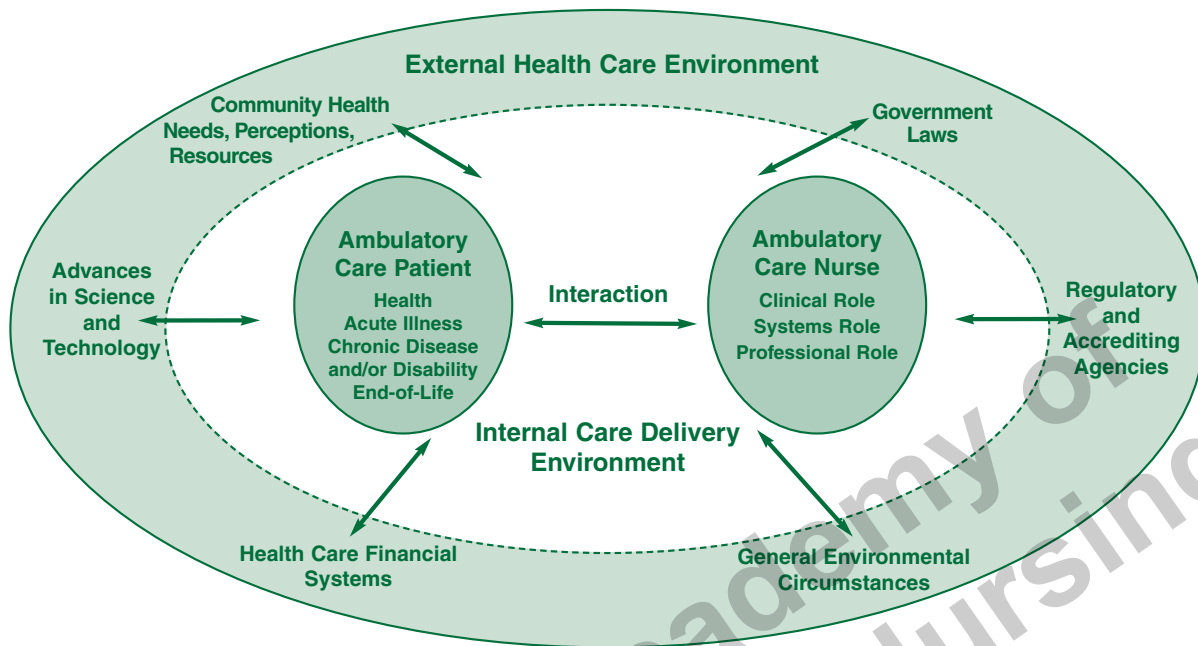 External Health Care Environment
Community Health
Needs, Perceptions,
Resources
Government
Laws
Advances
in Science
and
Technology
Ambulatory
Care Patient
Health
Acute Illness
Chronic Disease
and/or Disability
End-of-Life
Interaction
Ambulatory
Care Nurse
Clinical Role
Systems Role
Professional Role
Regulatory
and
Accrediting
Agencies
Internal Care Delivery
Environment
Health Care Financial
Systems
General Environmental
Circumstances
of